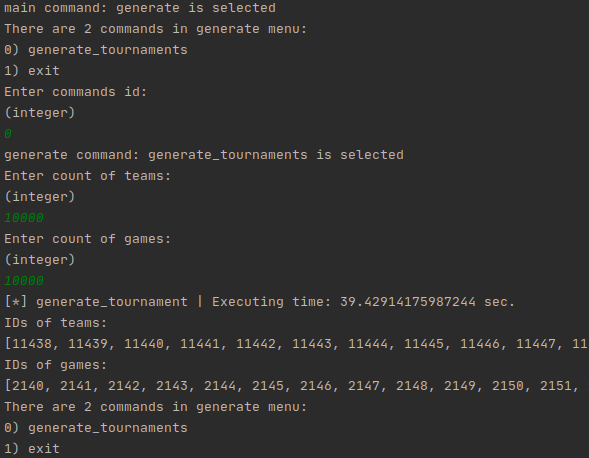 main command: generate is selected
There are 2 commands in generate menu:
0) generate_tournaments
1) exit
Enter commands id:
(integer)
0
generate command: generate_tournaments is selected
Enter count of teams:
(integer)
10000
Enter count of games:
(integer)
10000
[*] generate_tournament | Executing time: 39.42914175987244 sec.
IDs of teams:
[11438, 11439, 11440, 11441, 11442, 11443, 11444, 11445, 11446, 11447, 11
IDs of games:
[2140, 2141, 2142, 2143, 2144, 2145, 2146, 2147, 2148, 2149, 2150, 2151,
There are 2 commands in generate menu:
0) generate_tournaments
1) exit